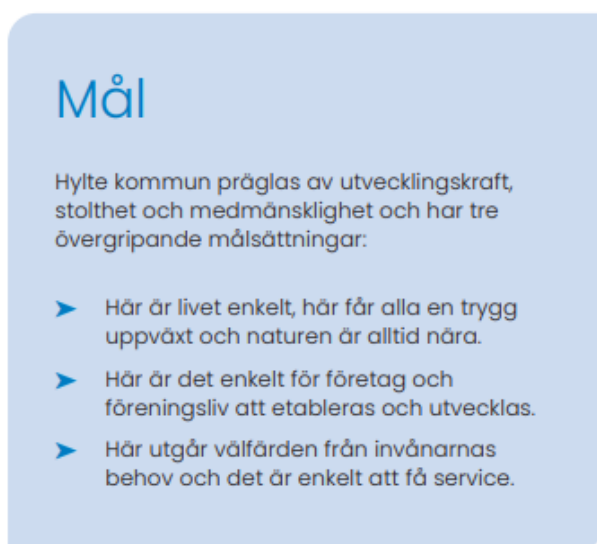 Mål
Hylte kommun präglas av utvecklingskraft,
stolthet och medmänsklighet och har tre
övergripande målsättningar:
➤ Här är livet enkelt, här får alla en trygg
uppväxt och naturen är alltid nära.
➤ Här är det enkelt för företag och
föreningsliv att etableras och utvecklas.
➤ Här utgår välfärden från invånarnas
behov och det är enkelt att få service.